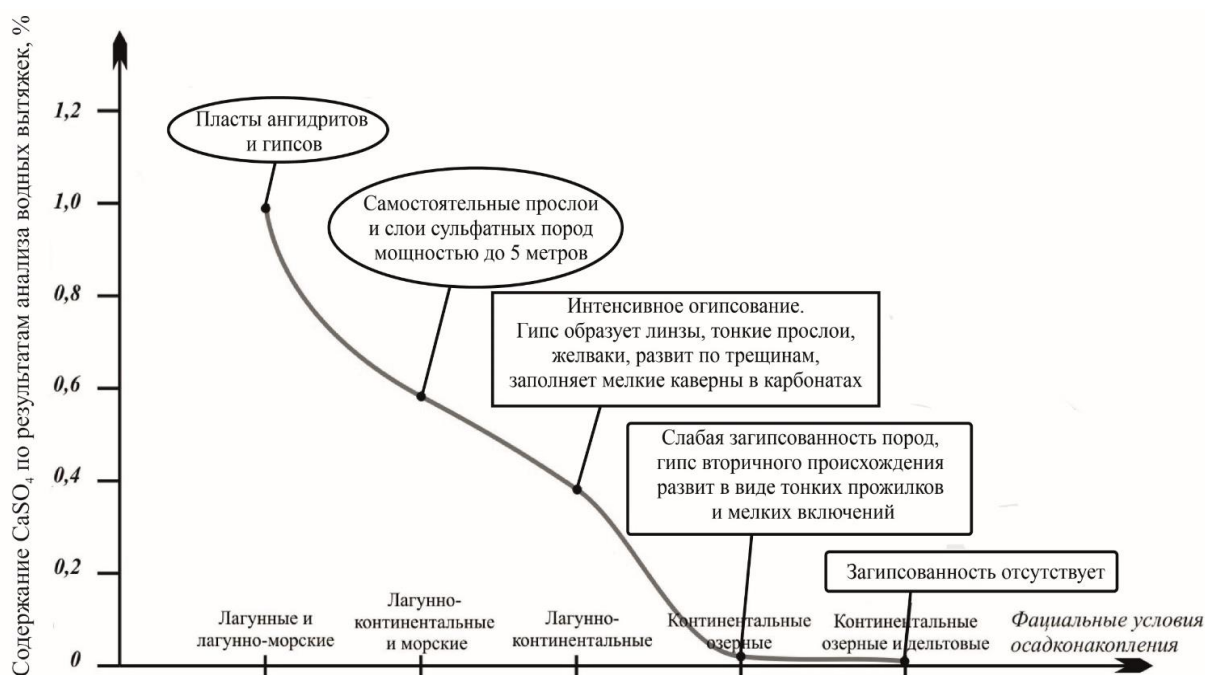 Содержание CaSO₄ по результатам анализа водных вытяжек, %
1,2
1,0
0,8
0,6
0,4
0,2
0
Пласты ангидритов
и гипсов
Самостоятельные прослои
и слои сульфатных пород
мощностью до 5 метров
Интенсивное огипсование.
Гипс образует линзы, тонкие прослои,
желваки, развит по трещинам,
заполняет мелкие каверны в карбонатах
Слабая загипсованность пород,
гипс вторичного происхождения
развит в виде тонких прожилков
и мелких включений
Загипсованность отсутствует
Лагунные и
лагунно-морские
Лагунно-
континентальные
и морские
Лагунно-
континентальные
Континентальные
озерные
Континентальные
озерные и дельтовые
Фациальные условия
осадконакопления